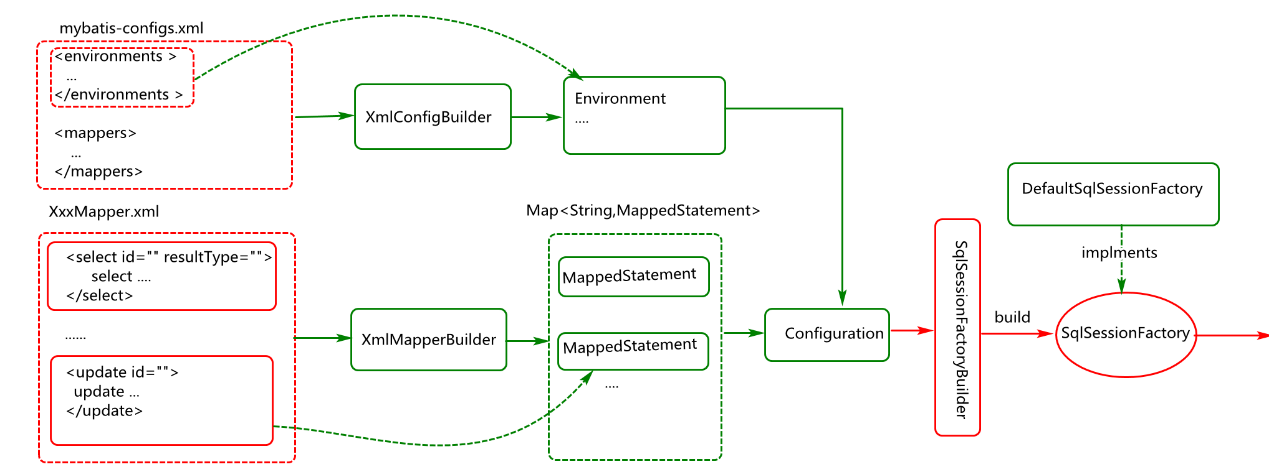 mybatis-configs.xml
<environments >
...
</environments >
<mappers>
...
</mappers>
XmlConfigBuilder
Environment
....
XxxMapper.xml
<select id="" resultType="">
select ....
</select>
......
<update id="">
update ...
</update>
XmlMapperBuilder
Map<String,MappedStatement>
MappedStatement
MappedStatement
....
Configuration
SqlSessionFactoryBuilder
build
DefaultSqlSessionFactory
implments
SqlSessionFactory